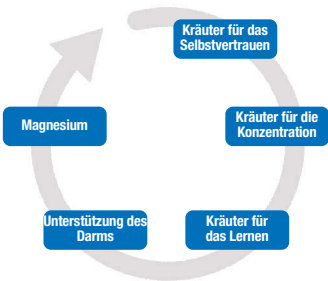 Kräuter für das
Selbstvertrauen
Kräuter für die
Konzentration
Kräuter für
das Lernen
Unterstützung des
Darms
Magnesium